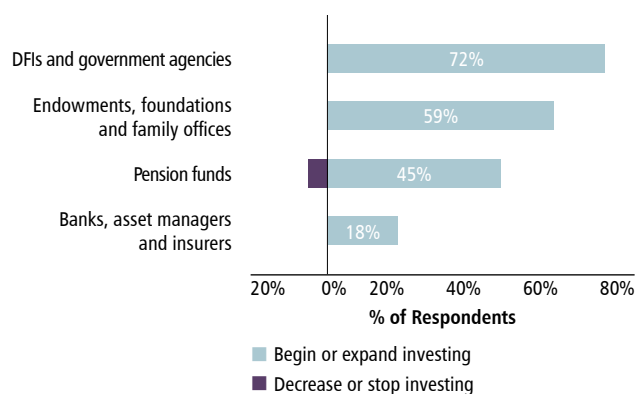 DFIs and government agencies
72%
Endowments, foundations
and family offices
59%
Pension funds
45%
Banks, asset managers
and insurers
18%
20% 0% 20% 40% 60% 80%
% of Respondents
Begin or expand investing
Decrease or stop investing